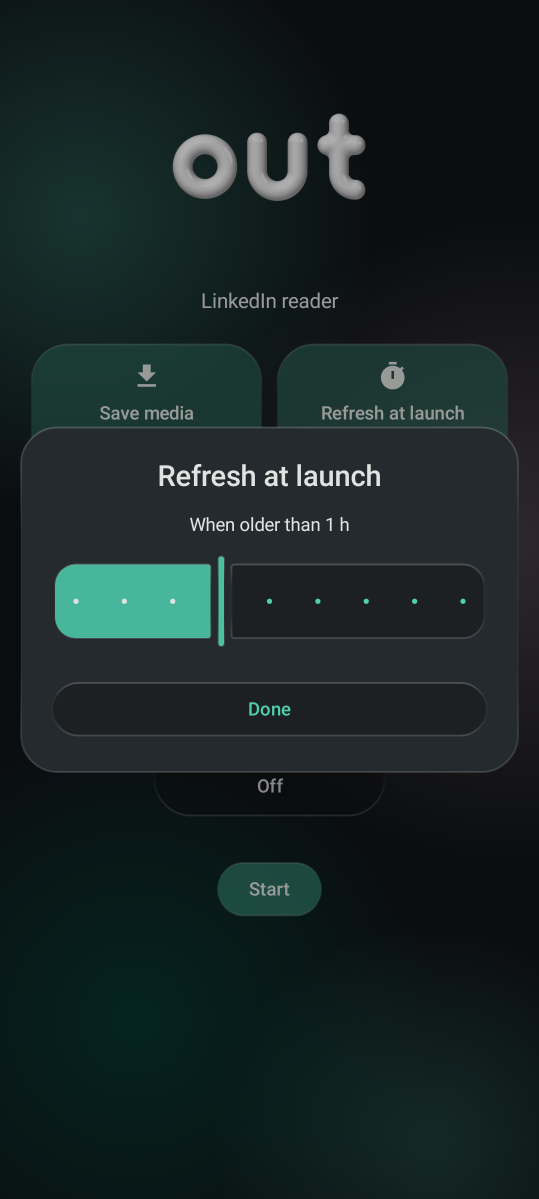 out
LinkedIn reader
Save media
Refresh at launch
Refresh at launch
When older than 1 h
Done
Off
Start